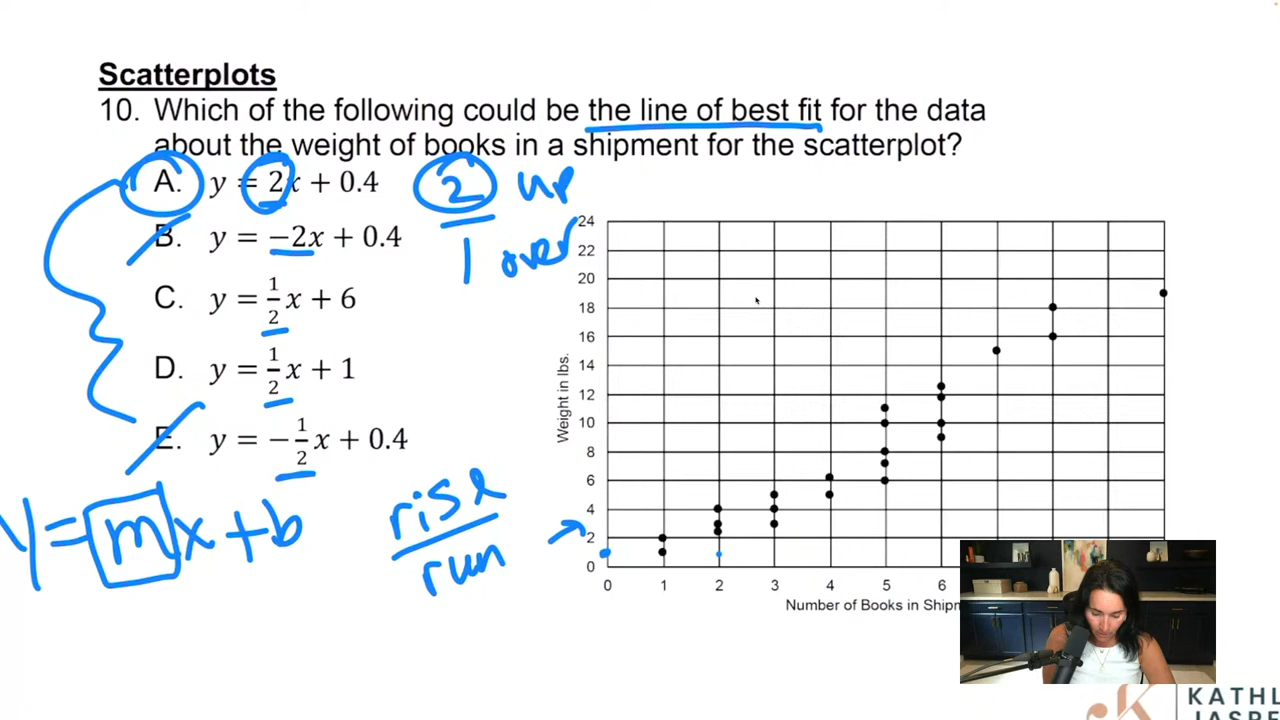 Scatterplots
10. Which of the following could be the line of best fit for the data
about the weight of books in a shipment for the scatterplot?
A. y = 2x + 0.4
B. y = −2x + 0.4
C. y = 1/2 x + 6
D. y = 1/2 x + 1
E. y = −1/2 x + 0.4
2 up
1 over
y = mx + b
rise
run
24
22
20
18
16
14
12
10
8
6
4
2
0
Weight in lbs.
0 1 2 3 4 5 6
Number of Books in Shipm
KATHL
JASPE